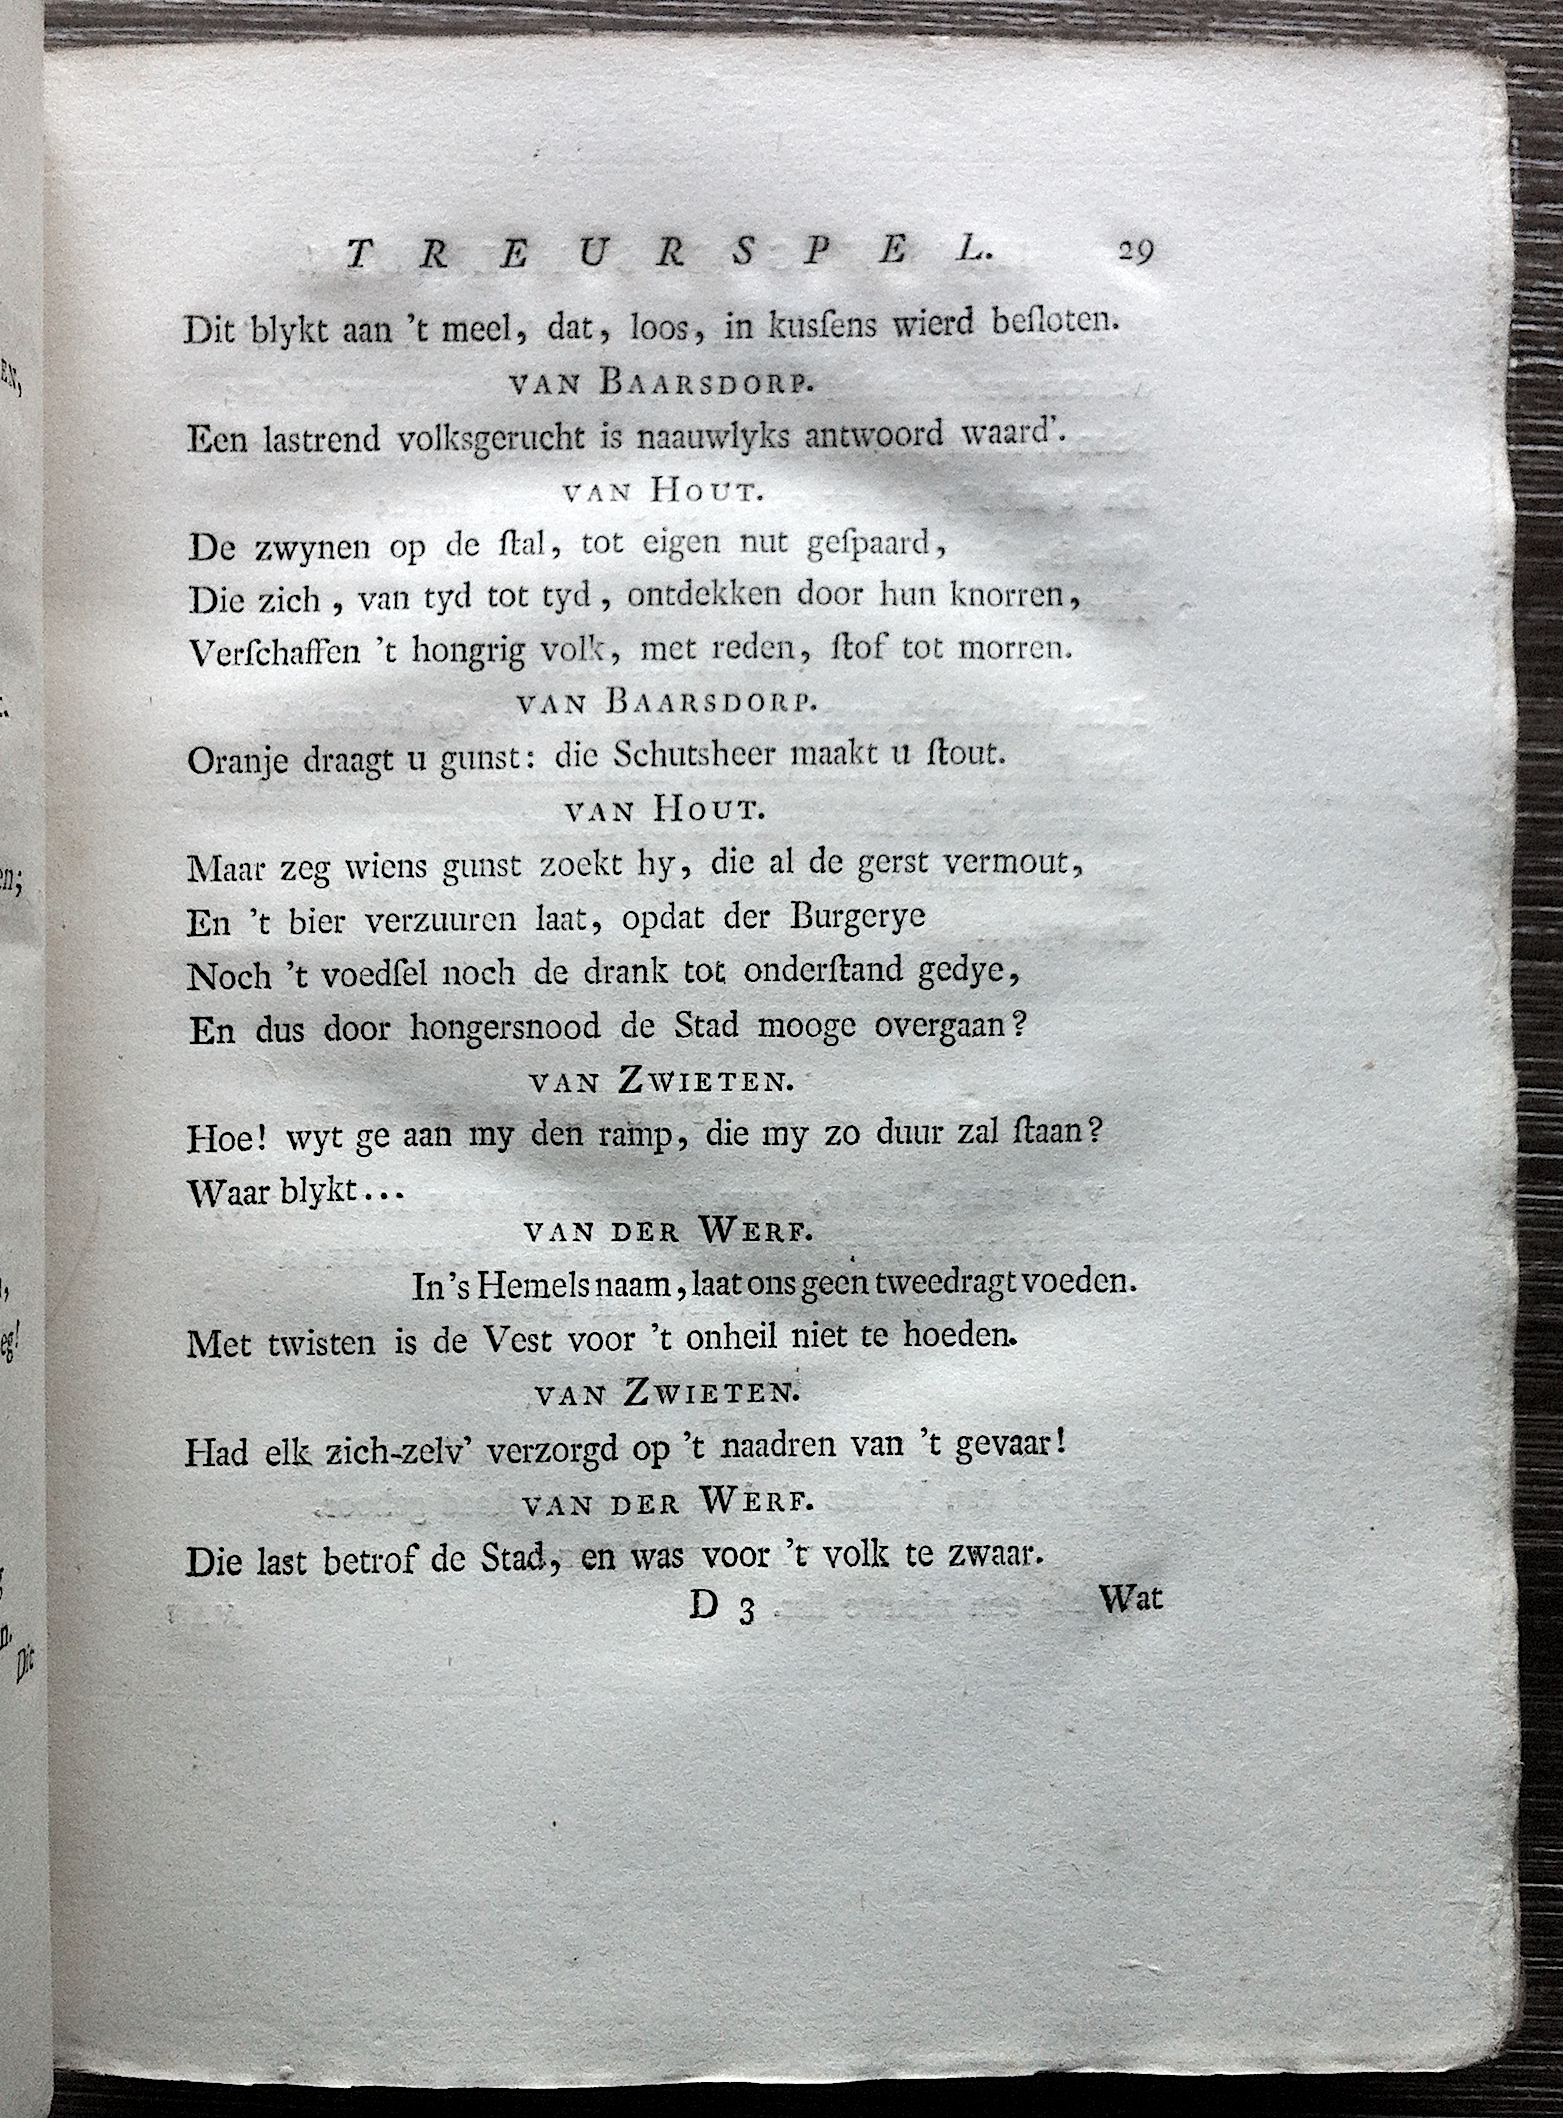 TREURSPEL. 29
Dit blykt aan 't meel, dat, loos, in kusſens wierd beſloten.
VAN BAARSDORP.
Een lastrend volksgerucht is naauwlyks antwoord waard'.
VAN HOUT.
De zwynen op de ſtal, tot eigen nut geſpaard,
Die zich, van tyd tot tyd, ontdekken door hun knorren,
Verſchaffen 't hongrig volk, met reden, ſtof tot morren.
VAN BAARSDORP.
Oranje draagt u gunst: die Schutsheer maakt u ſtout.
VAN HOUT.
Maar zeg wiens gunst zoekt hy, die al de gerst vermout,
En 't bier verzuuren laat, opdat der Burgerye
Noch 't voedſel noch de drank tot onderſtand gedye,
En dus door hongersnood de Stad mooge overgaan?
VAN ZWIETEN.
Hoe! wyt ge aan my den ramp, die my zo duur zal ſtaan?
Waar blykt...
VAN DER WERF.
In 's Hemels naam, laat ons geen tweedragt voeden.
Met twisten is de Vest voor 't onheil niet te hoeden.
VAN ZWIETEN.
Had elk zich-zelv' verzorgd op 't naadren van 't gevaar!
VAN DER WERF.
Die last betrof de Stad, en was voor 't volk te zwaar.
D 3 Wat
EN,
en;
eg!
n.
Dit